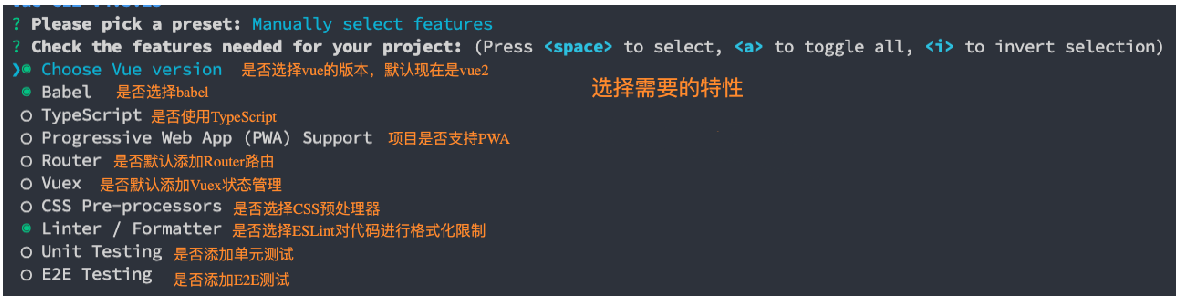 ? Please pick a preset: Manually select features
? Check the features needed for your project: (Press <space> to select, <a> to toggle all, <i> to invert selection)
❯◉ Choose Vue version 是否选择vue的版本，默认现在是vue2
◉ Babel 是否选择babel 选择需要的特性
○ TypeScript 是否使用TypeScript
○ Progressive Web App (PWA) Support 项目是否支持PWA
○ Router 是否默认添加Router路由
○ Vuex 是否默认添加Vuex状态管理
○ CSS Pre-processors 是否选择CSS预处理器
◉ Linter / Formatter 是否选择ESLint对代码进行格式化限制
○ Unit Testing 是否添加单元测试
○ E2E Testing 是否添加E2E测试